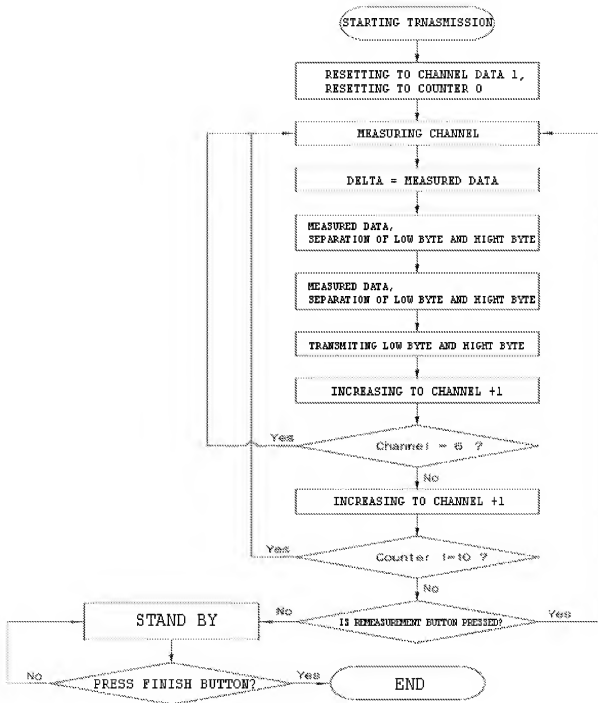 STARTING TRNASMISSION
RESETTING TO CHANNEL DATA 1,
RESETTING TO COUNTER 0
MEASURING CHANNEL
DELTA = MEASURED DATA
MEASURED DATA,
SEPARATION OF LOW BYTE AND HIGHT BYTE
MEASURED DATA,
SEPARATION OF LOW BYTE AND HIGHT BYTE
TRANSMITING LOW BYTE AND HIGHT BYTE
INCREASING TO CHANNEL +1
Yes
Channel = 6 ?
No
INCREASING TO CHANNEL +1
Yes
Counter !=10 ?
No
No
IS REMEASUREMENT BUTTON PRESSED?
Yes
STAND BY
No
PRESS FINISH BUTTON?
Yes
END